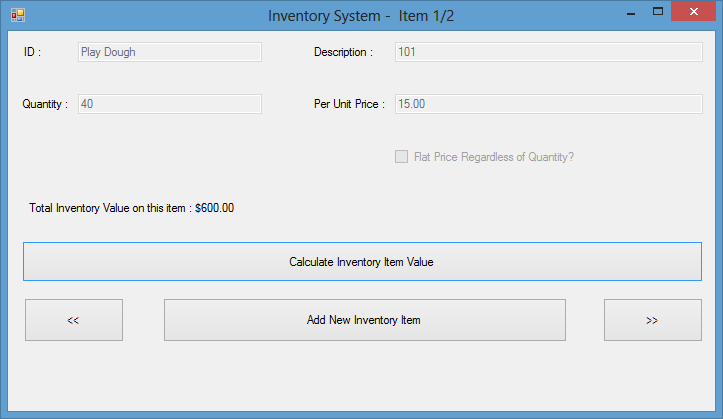 Inventory System - Item 1/2
ID : Play Dough Description : 101
Quantity : 40 Per Unit Price : 15.00
Flat Price Regardless of Quantity?
Total Inventory Value on this item : $600.00
Calculate Inventory Item Value
<< Add New Inventory Item >>